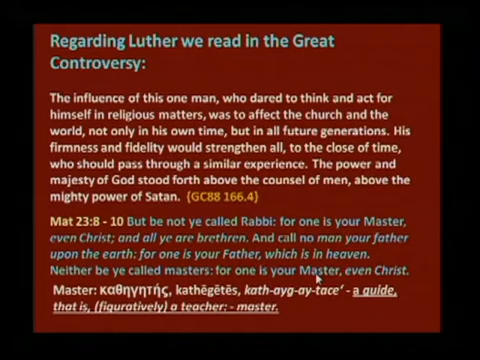 Regarding Luther we read in the Great
Controversy:
The influence of this one man, who dared to think and act for
himself in religious matters, was to affect the church and the
world, not only in his own time, but in all future generations. His
firmness and fidelity would strengthen all, to the close of time,
who should pass through a similar experience. The power and
majesty of God stood forth above the counsel of men, above the
mighty power of Satan. {GC88 166.4}
Mat 23:8 - 10 But be not ye called Rabbi: for one is your Master,
even Christ; and all ye are brethren. And call no man your father
upon the earth: for one is your Father, which is in heaven.
Neither be ye called masters: for one is your Master, even Christ.
Master: καθηγητής, kathēgētēs, kath-ayg-ay-tace' - a guide,
that is, (figuratively) a teacher: - master.